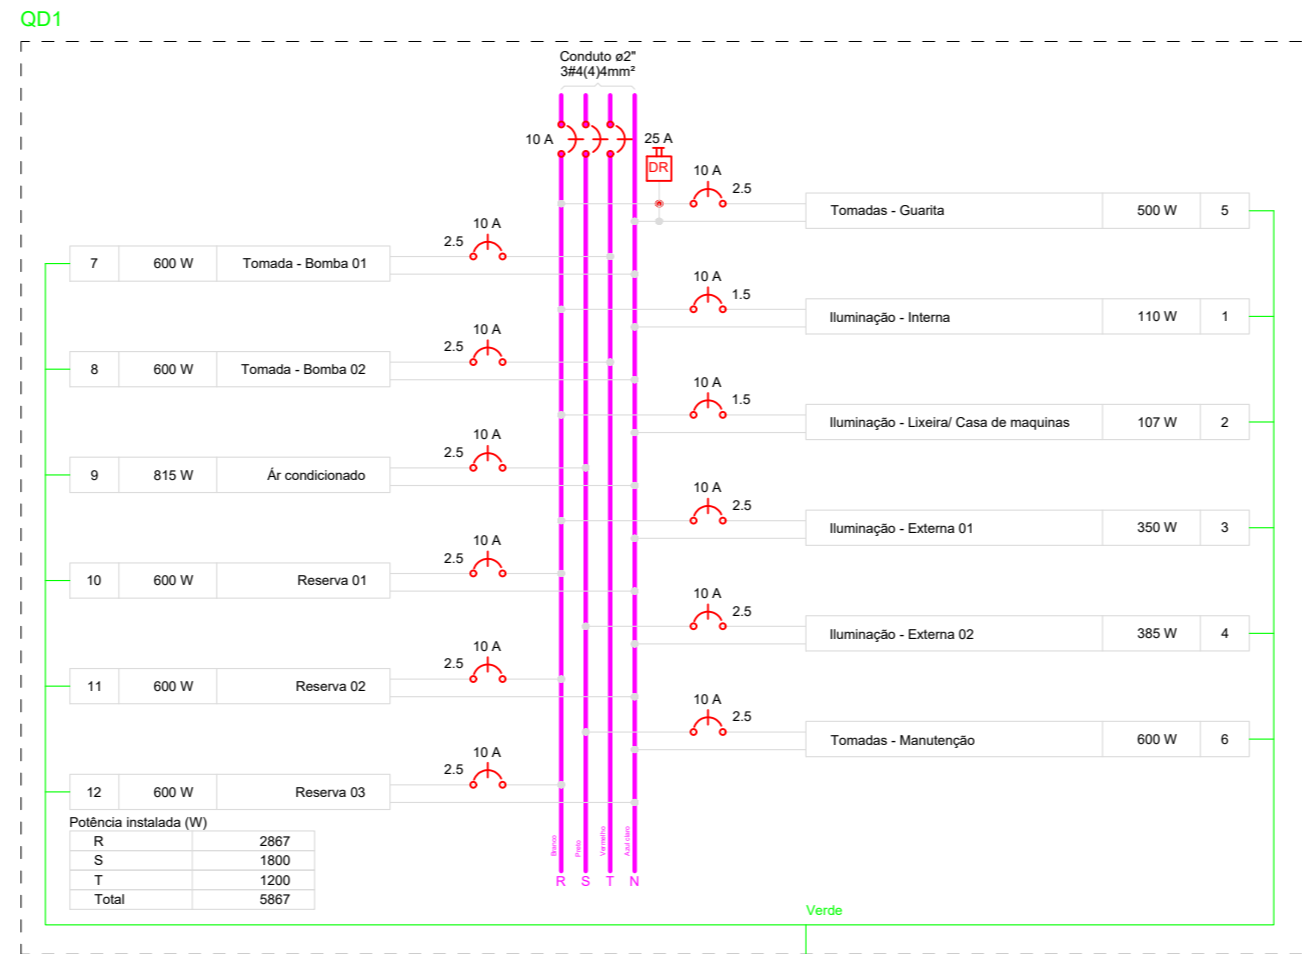 QD1
Conduto ø2"
3#4(4)4mm²
10 A
25 A
DR
10 A
2.5
Tomadas - Guarita 500 W 5
10 A
2.5
7 600 W Tomada - Bomba 01
10 A
1.5
Iluminação - Interna 110 W 1
10 A
2.5
8 600 W Tomada - Bomba 02
10 A
1.5
Iluminação - Lixeira/ Casa de maquinas 107 W 2
10 A
2.5
9 815 W Ár condicionado
10 A
2.5
Iluminação - Externa 01 350 W 3
10 A
2.5
10 600 W Reserva 01
10 A
2.5
Iluminação - Externa 02 385 W 4
10 A
2.5
11 600 W Reserva 02
10 A
2.5
Tomadas - Manutenção 600 W 6
10 A
2.5
12 600 W Reserva 03
Potência instalada (W)
R 2867
S 1800
T 1200
Total 5867
Branco
Preto
Vermelho
Azul claro
R S T N
Verde